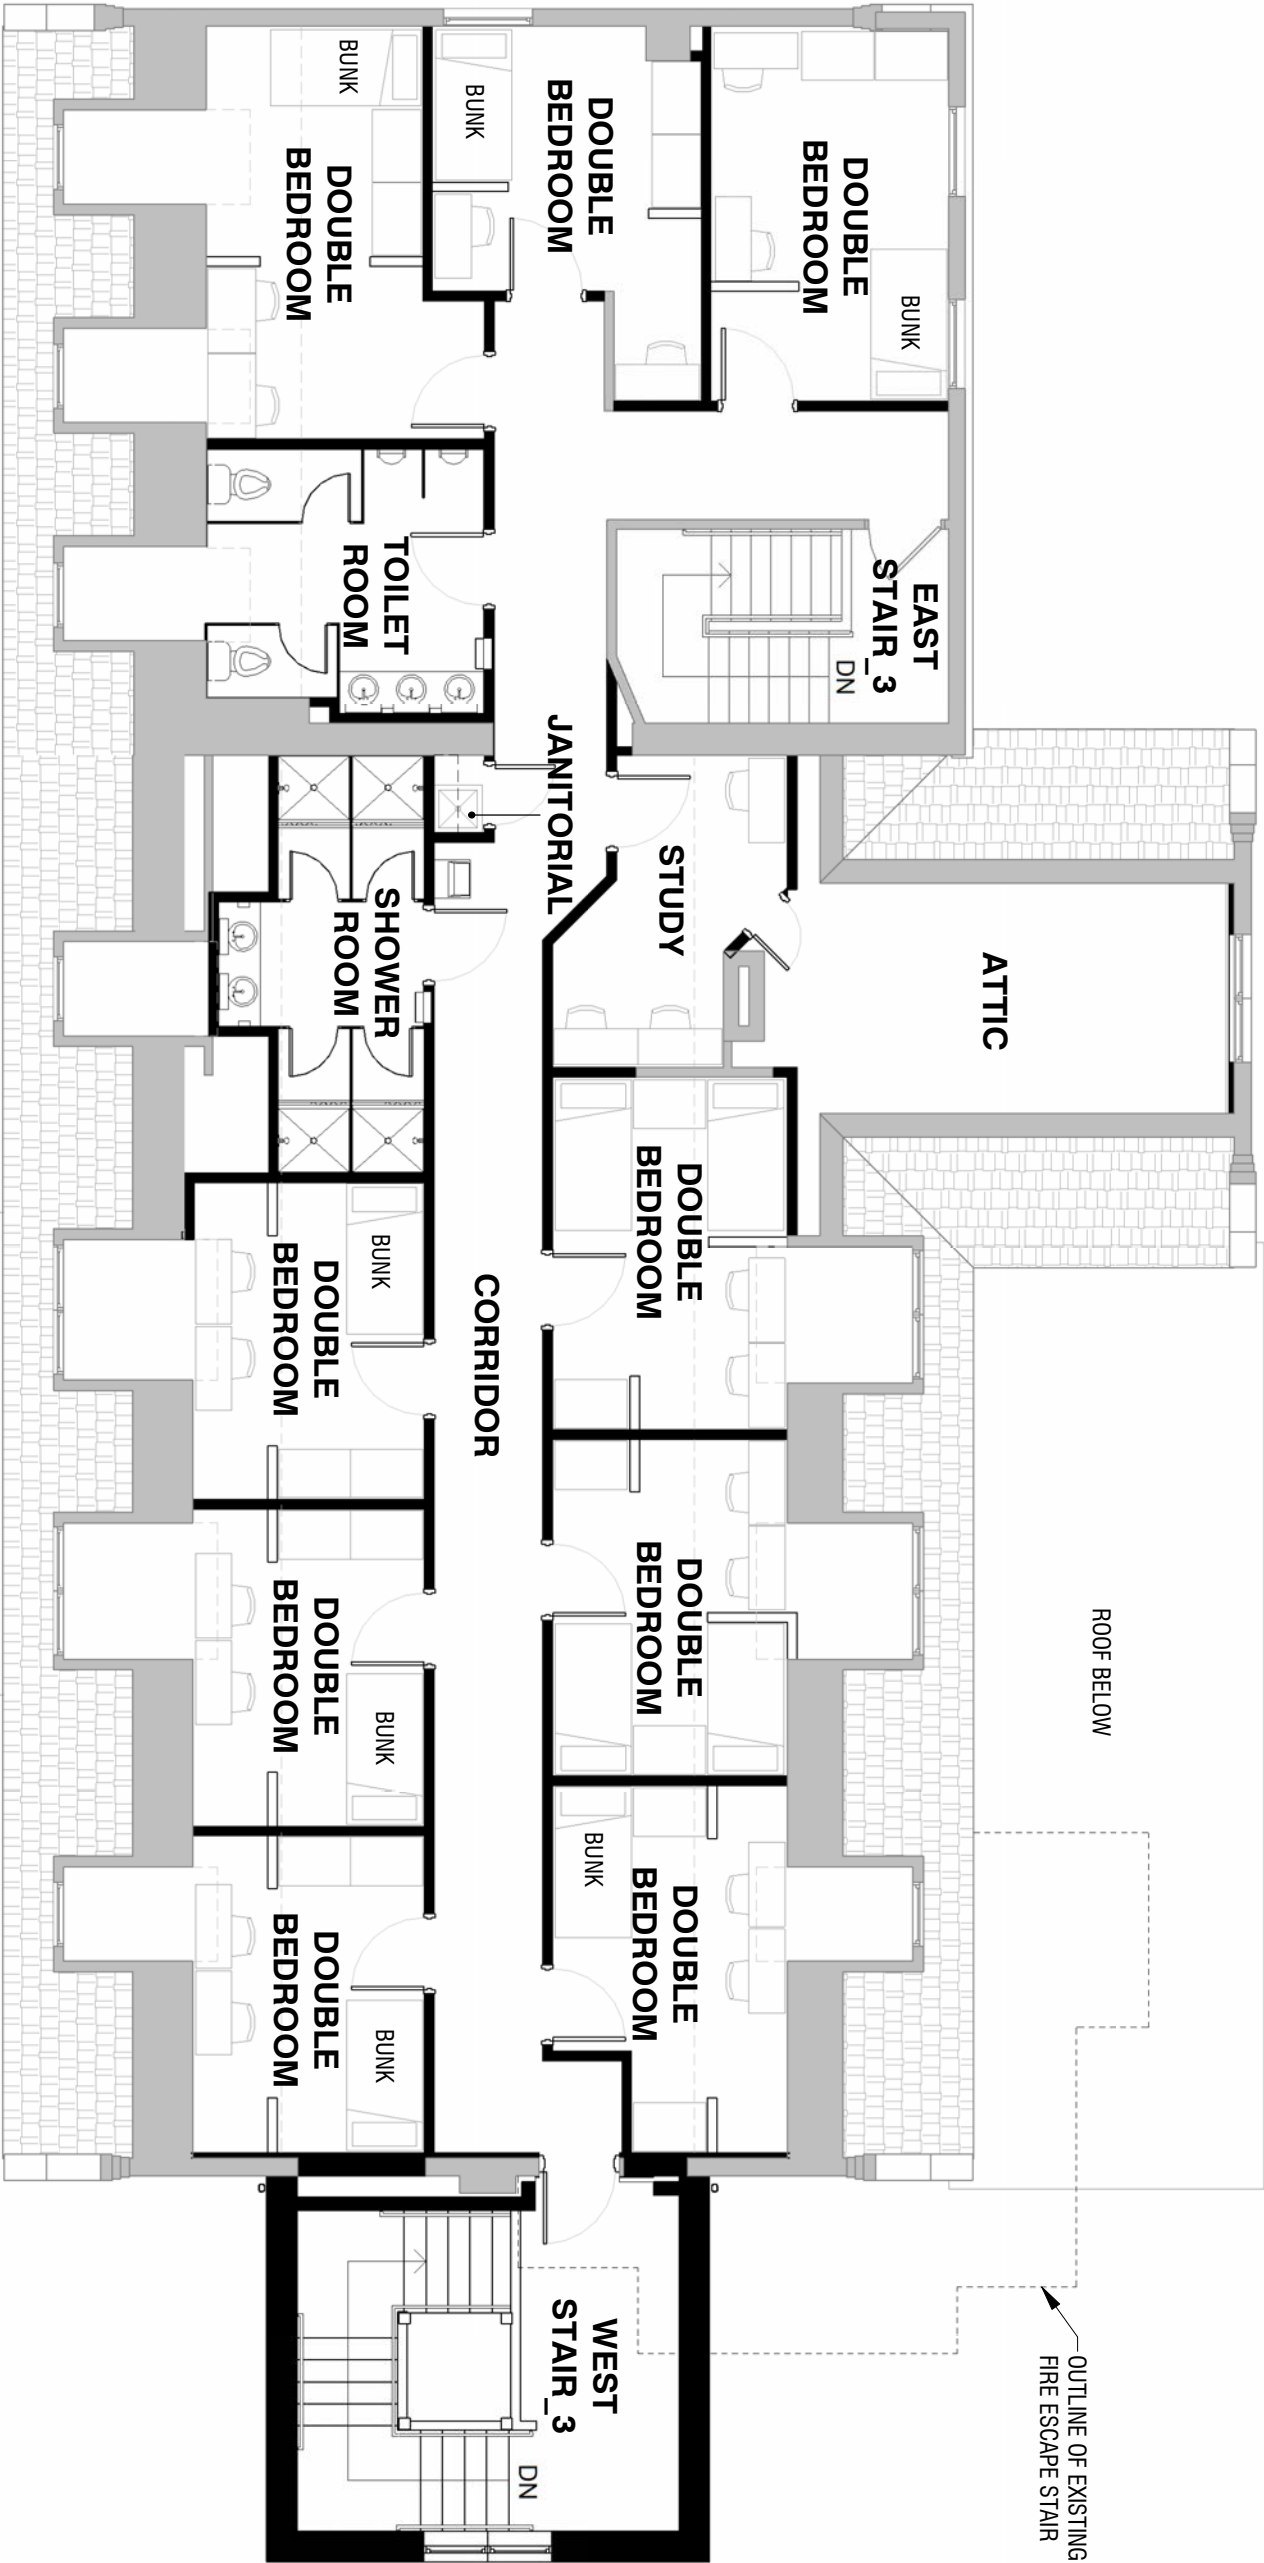 BUNK
DOUBLE
BEDROOM
BUNK
DOUBLE
BEDROOM
DOUBLE
BEDROOM
BUNK
TOILET
ROOM
EAST
STAIR_3
DN
JANITORIAL
STUDY
SHOWER
ROOM
ATTIC
DOUBLE
BEDROOM
BUNK
DOUBLE
BEDROOM
CORRIDOR
DOUBLE
BEDROOM
DOUBLE
BEDROOM
BUNK
ROOF BELOW
DOUBLE
BEDROOM
BUNK
DOUBLE
BEDROOM
BUNK
WEST
STAIR_3
DN
OUTLINE OF EXISTING
FIRE ESCAPE STAIR